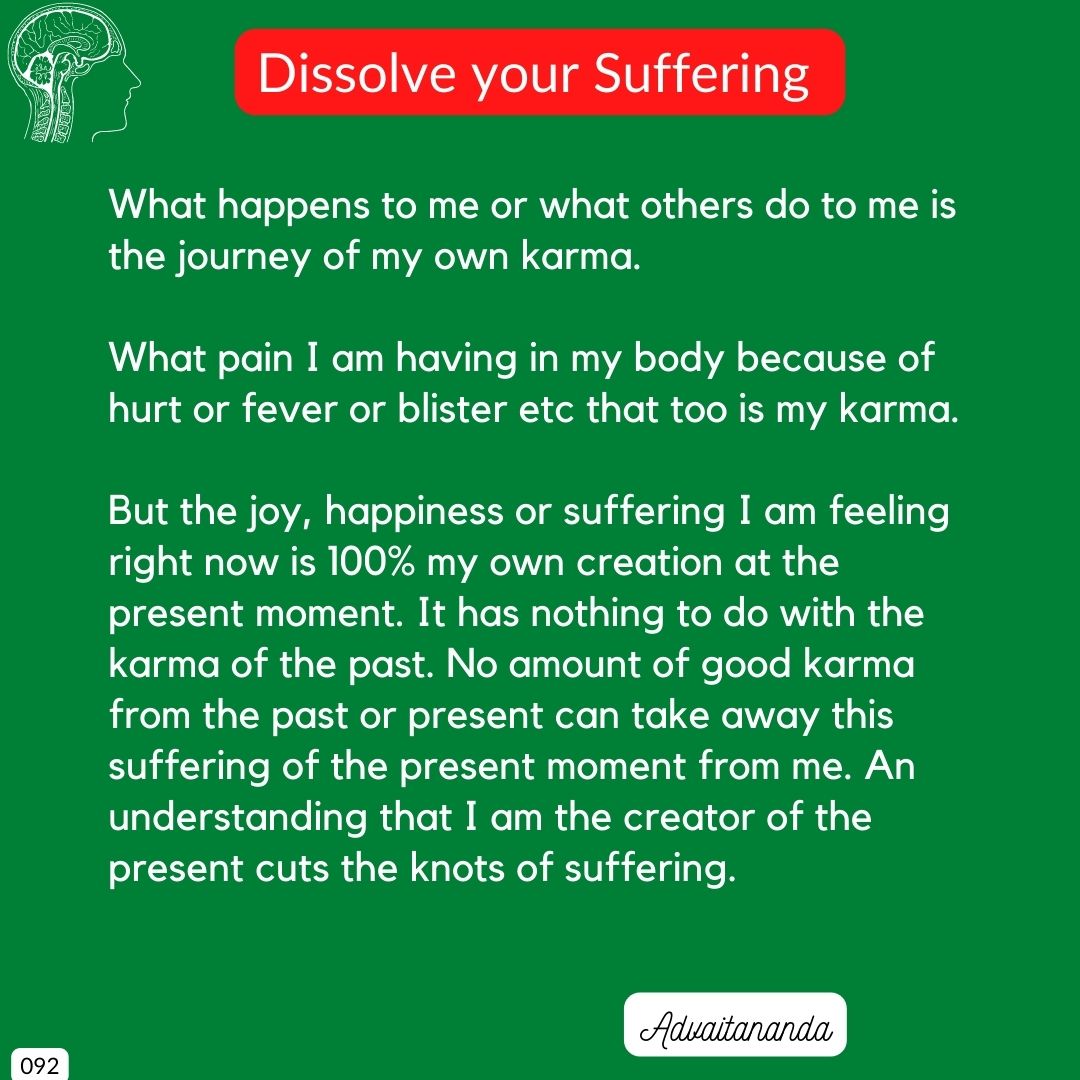 Dissolve your Suffering
What happens to me or what others do to me is
the journey of my own karma.
What pain I am having in my body because of
hurt or fever or blister etc that too is my karma.
But the joy, happiness or suffering I am feeling
right now is 100% my own creation at the
present moment. It has nothing to do with the
karma of the past. No amount of good karma
from the past or present can take away this
suffering of the present moment from me. An
understanding that I am the creator of the
present cuts the knots of suffering.
Advaitananda
092